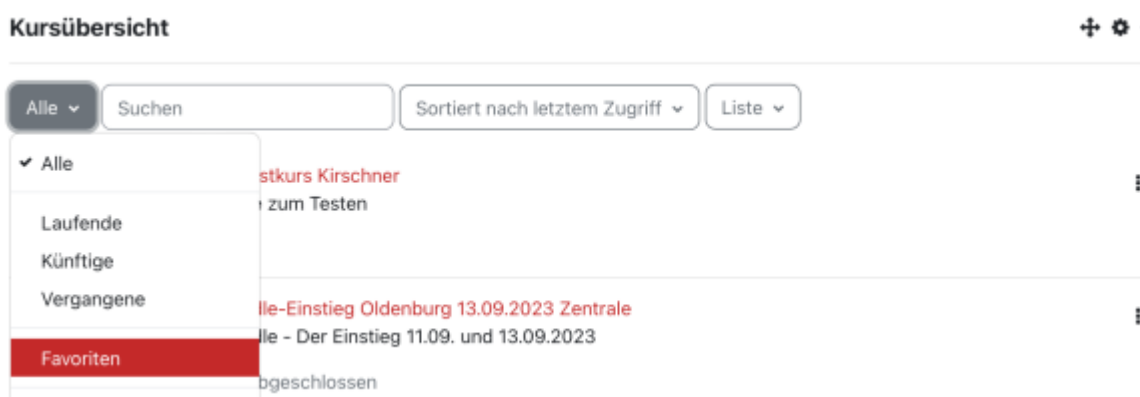 Kursübersicht
Alle
Suchen
Sortiert nach letztem Zugriff
Liste
Alle
Laufende
Künftige
Vergangene
Favoriten
stkurs Kirschner
zum Testen
lle-Einstieg Oldenburg 13.09.2023 Zentrale
lle - Der Einstieg 11.09. und 13.09.2023
bgeschlossen